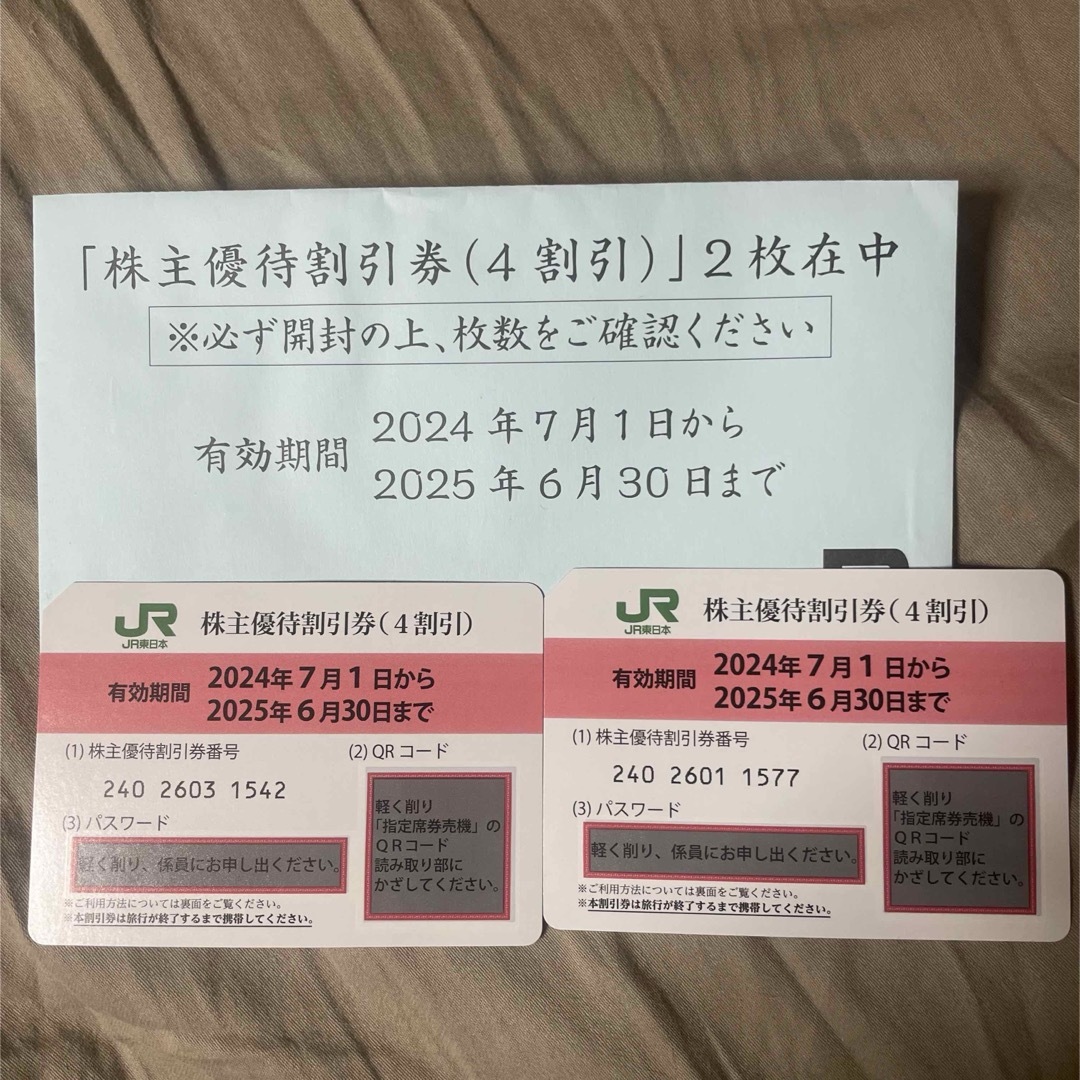 「株主優待割引券(4割引)」2枚在中
※必ず開封の上、枚数をご確認ください
有効期間
2024年7月1日から
2025年6月30日まで
JR
JR東日本
株主優待割引券(4割引)
有効期間
2024年7月1日から
2025年6月30日まで
(1)株主優待割引券番号
240 2603 1542
(2)QRコード
軽く削り
「指定席券売機」の
QRコード
読み取り部に
かざしてください。
(3)パスワード
軽く削り、係員にお申し出ください。
※ご利用方法については裏面をご覧ください。
※本割引券は旅行が終了するまで携帯してください。
JR
JR東日本
株主優待割引券(4割引)
有効期間
2024年7月1日から
2025年6月30日まで
(1)株主優待割引券番号
240 2601 1577
(2)QRコード
軽く削り
「指定席券売機」の
QRコード
読み取り部に
かざしてください。
(3)パスワード
軽く削り、係員にお申し出ください。
※ご利用方法については裏面をご覧ください。
※本割引券は旅行が終了するまで携帯してください。